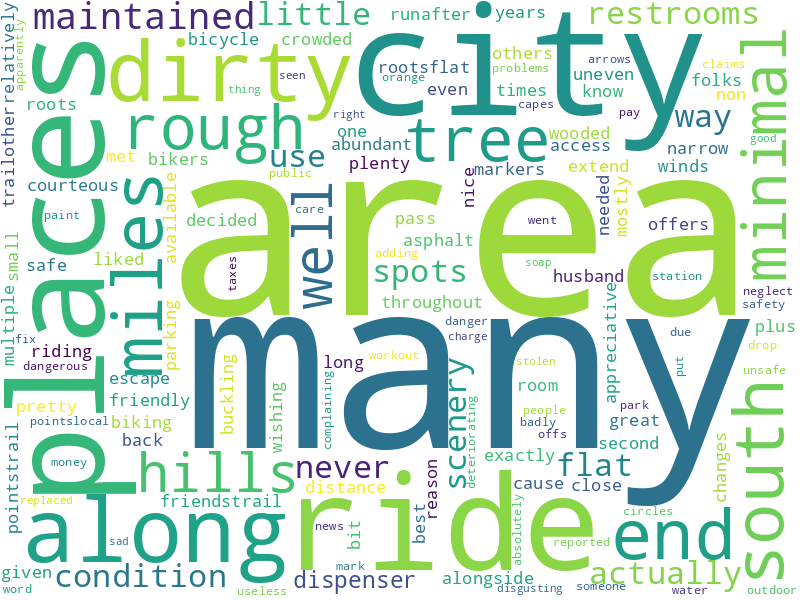 maintained
little
runafter
years
restrooms
bicycle
crowded
others
problems
arrows
claims
dirty
city
rootsflat
orange
uneven
folks
apparently
relatively
trailother
places
roots
thing
seen
even
times
know
non
minimal
rough
tree
one
abundant
capes
pay
way
right
wooded
access
narrow
good
met
bikers
use
plenty
markers
extend
winds
courteous
public
nice
paint
miles
available
decided
well
care
area
pass
asphalt
needed
mostly
offers
safe
liked
spots
went
small
multiple
parking
taxes
throughout
adding
soap
husband
station
neglect
safety
fix
riding
dangerous
many
danger
charge
due
plus
put
drop
escape
friendly
buckling
long
workout
scenery
stolen
room
appreciative
park
unsafe
pretty
pointslocal
biking
wishing
complaining
people
badly
offs
great
south
back
never
exactly
second
money
hills
reason
deteriorating
cause
close
flat
changes
pointstrail
replaced
friendstrail
distance
best
absolutely
circles
along
sad
news
bit
ride
reported
end
given
condition
mark
dispenser
alongside
someone
actually
word
useless
disgusting
water
outdoor